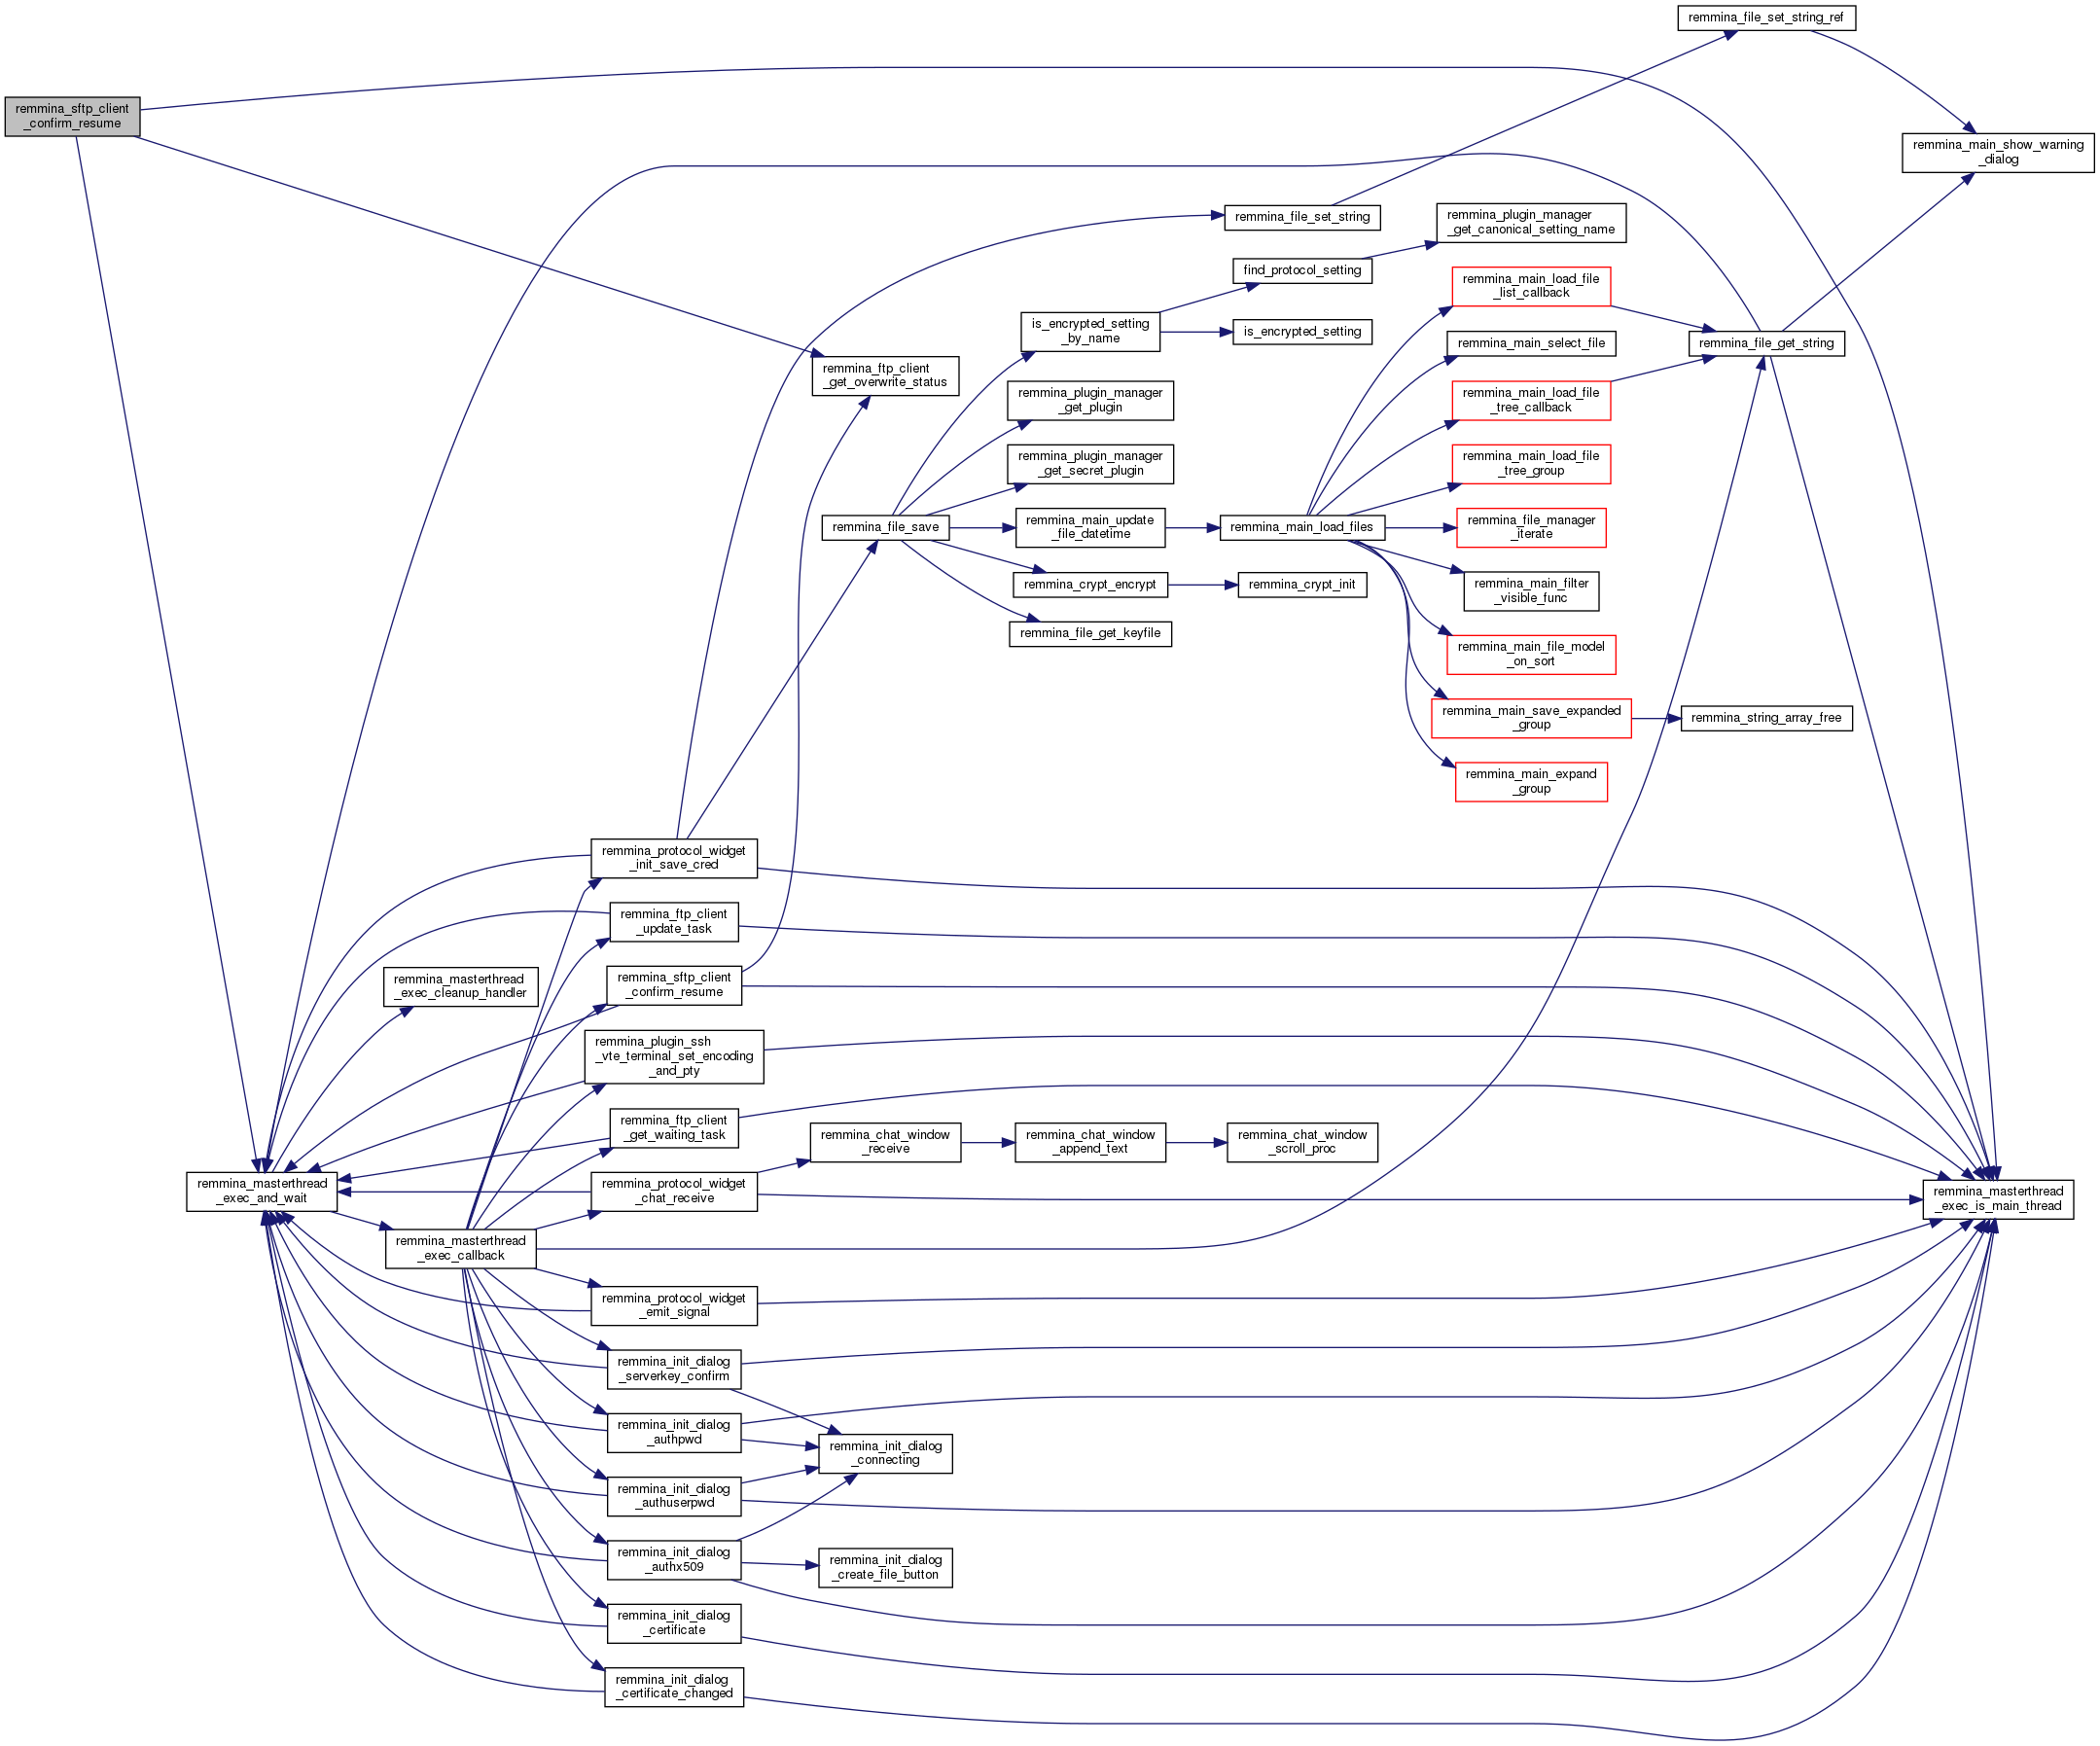 remmina_sftp_client
_confirm_resume
remmina_masterthread
_exec_and_wait
remmina_masterthread
_exec_cleanup_handler
remmina_masterthread
_exec_callback
remmina_protocol_widget
_init_save_cred
remmina_ftp_client
_update_task
remmina_sftp_client
_confirm_resume
remmina_plugin_ssh
_vte_terminal_set_encoding
_and_pty
remmina_ftp_client
_get_waiting_task
remmina_protocol_widget
_chat_receive
remmina_protocol_widget
_emit_signal
remmina_init_dialog
_serverkey_confirm
remmina_init_dialog
_authpwd
remmina_init_dialog
_authuserpwd
remmina_init_dialog
_authx509
remmina_init_dialog
_certificate
remmina_init_dialog
_certificate_changed
remmina_ftp_client
_get_overwrite_status
remmina_file_save
remmina_chat_window
_receive
remmina_init_dialog
_connecting
remmina_init_dialog
_create_file_button
is_encrypted_setting
_by_name
remmina_plugin_manager
_get_plugin
remmina_plugin_manager
_get_secret_plugin
remmina_main_update
_file_datetime
remmina_crypt_encrypt
remmina_file_get_keyfile
remmina_chat_window
_append_text
remmina_file_set_string
find_protocol_setting
is_encrypted_setting
remmina_main_load_files
remmina_crypt_init
remmina_chat_window
_scroll_proc
remmina_plugin_manager
_get_canonical_setting_name
remmina_main_load_file
_list_callback
remmina_main_select_file
remmina_main_load_file
_tree_callback
remmina_main_load_file
_tree_group
remmina_file_manager
_iterate
remmina_main_filter
_visible_func
remmina_main_file_model
_on_sort
remmina_main_save_expanded
_group
remmina_main_expand
_group
remmina_file_set_string_ref
remmina_file_get_string
remmina_string_array_free
remmina_main_show_warning
_dialog
remmina_masterthread
_exec_is_main_thread